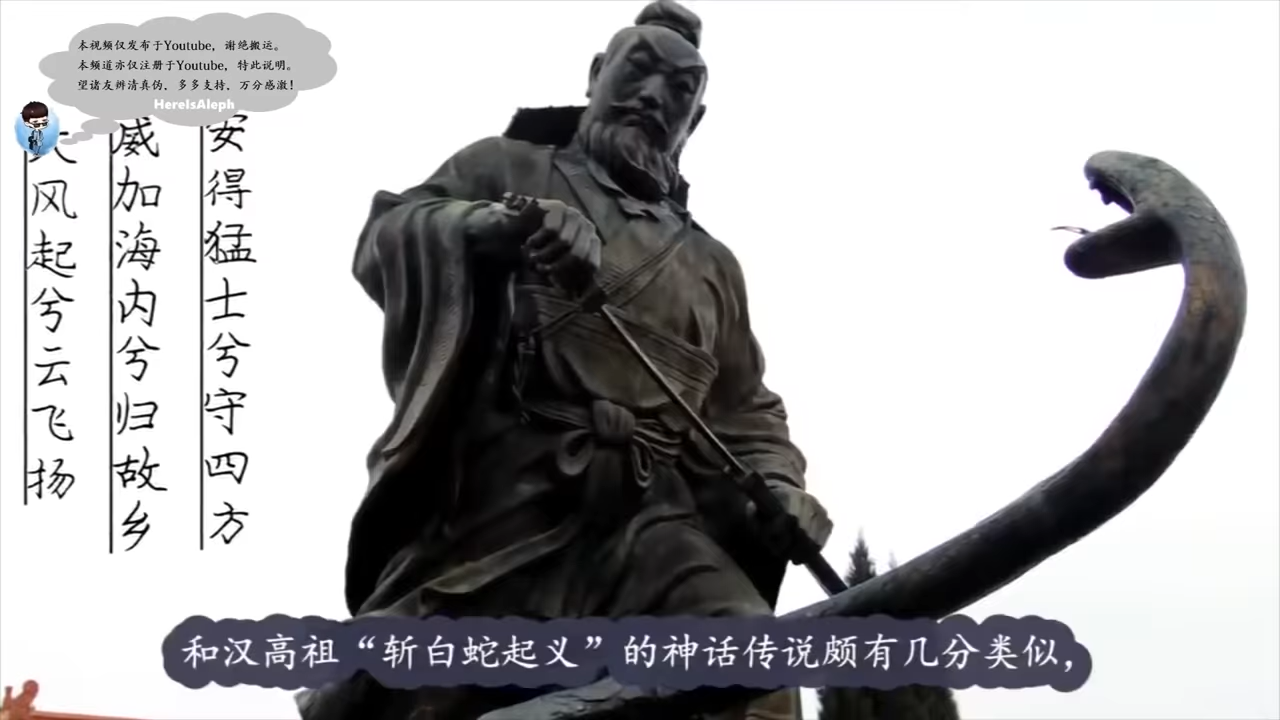 本视频仅发布于Youtube，谢绝搬运。
本频道亦仅注册于Youtube，特此说明。
望诸友辨清真伪，多多支持，万分感激！
HereIsAleph
大风起兮云飞扬
威加海内兮归故乡
安得猛士兮守四方
和汉高祖“斩白蛇起义”的神话传说颇有几分类似，